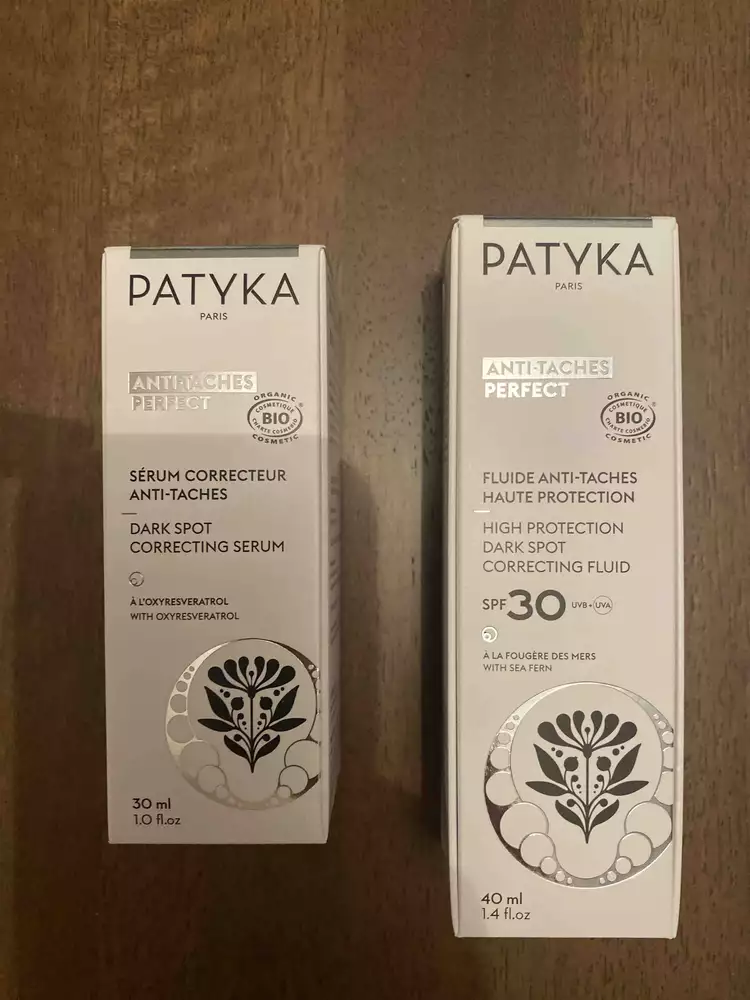 PATYKA
PARIS
ANTI-TACHES
PERFECT
ORGANIC
COSMETIQUE
BIO
CHARTE COSMEBIO
COSMETIC
SÉRUM CORRECTEUR
ANTI-TACHES
DARK SPOT
CORRECTING SERUM
À L'OXYRESVERATROL
WITH OXYRESVERATROL
30 ml
1.0 fl.oz
PATYKA
PARIS
ANTI-TACHES
PERFECT
ORGANIC
COSMETIQUE
BIO
CHARTE COSMEBIO
COSMETIC
FLUIDE ANTI-TACHES
HAUTE PROTECTION
HIGH PROTECTION
DARK SPOT
CORRECTING FLUID
SPF 30 UVB + UVA
À LA FOUGÈRE DES MERS
WITH SEA FERN
40 ml
1.4 fl.oz